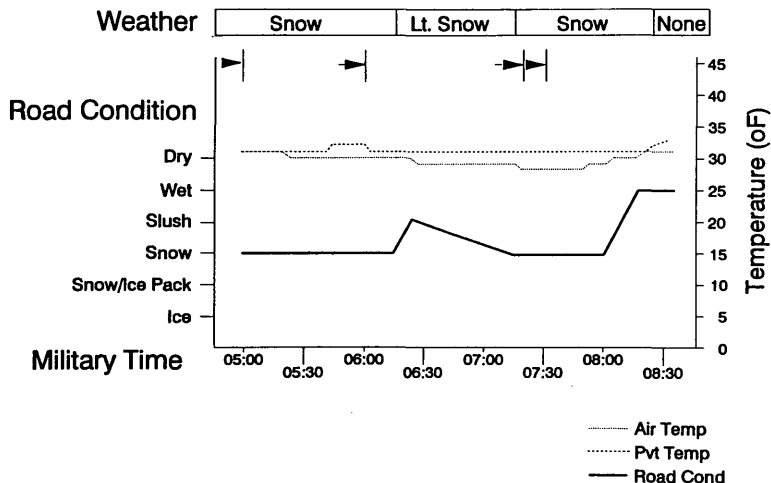 Weather Snow Lt. Snow Snow None
Road Condition
Dry
Wet
Slush
Snow
Snow/Ice Pack
Ice
45
40
35
30
25
20
15
10
5
0
Temperature (oF)
Military Time
05:00 06:00 07:00 08:00
05:30 06:30 07:30 08:30
Air Temp
Pvt Temp
Road Cond